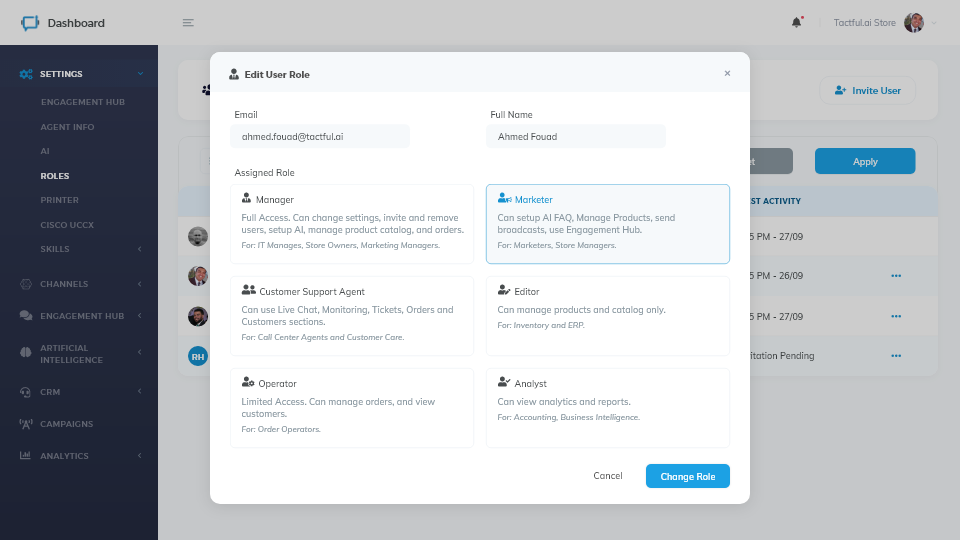 Dashboard
Tactful.ai Store
SETTINGS
ENGAGEMENT HUB
AGENT INFO
AI
ROLES
PRINTER
CISCO UCCX
SKILLS
CHANNELS
ENGAGEMENT HUB
ARTIFICIAL
INTELLIGENCE
CRM
CAMPAIGNS
ANALYTICS
Invite User
Apply
ACTIVITY
PM - 27/09
PM - 26/09
PM - 27/09
RH
Pending
Edit User Role
×
Email
Full Name
ahmed.fouad@tactful.ai
Ahmed Fouad
Assigned Role
Manager
Full Access. Can change settings, invite and remove
users, setup AI, manage product catalog, and orders.
For: IT Manages, Store Owners, Marketing Managers.
Marketer
Can setup AI FAQ, Manage Products, send
broadcasts, use Engagement Hub.
For: Marketers, Store Managers.
Customer Support Agent
Can use Live Chat, Monitoring, Tickets, Orders and
Customers sections.
For: Call Center Agents and Customer Care.
Editor
Can manage products and catalog only.
For: Inventory and ERP.
Operator
Limited Access. Can manage orders, and view
customers.
For: Order Operators.
Analyst
Can view analytics and reports.
For: Accounting, Business Intelligence.
Cancel
Change Role